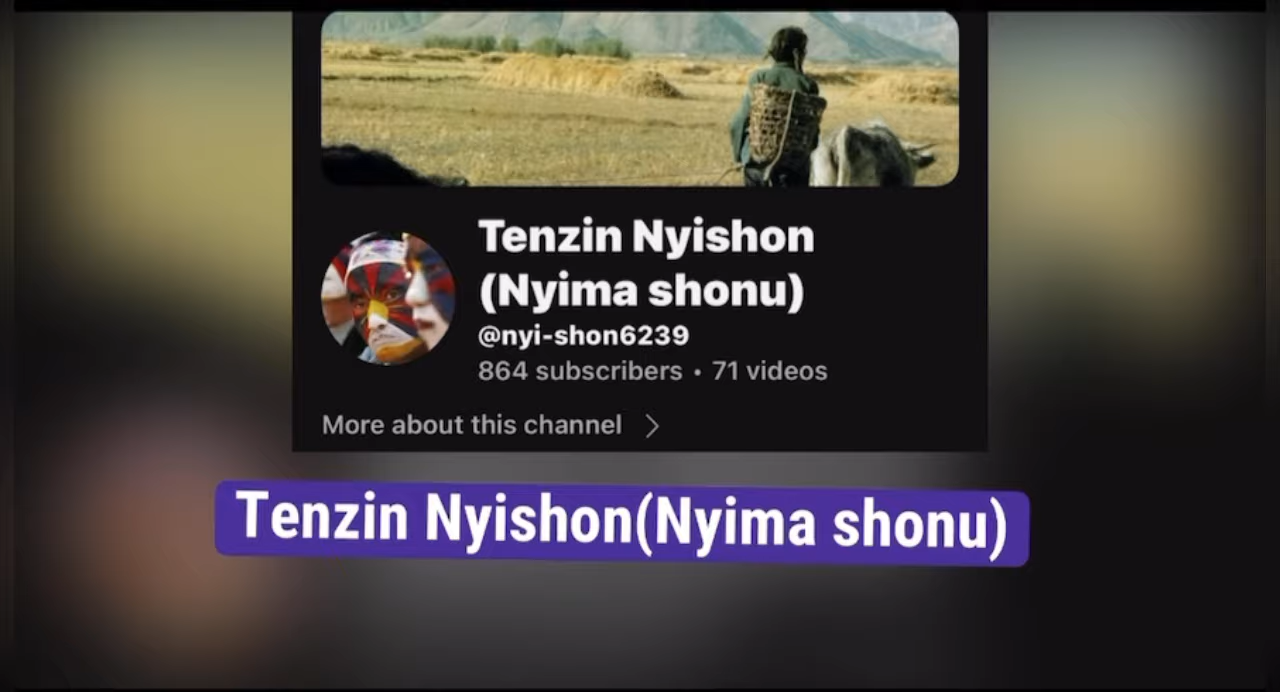 Tenzin Nyishon
(Nyima shonu)
@nyi-shon6239
864 subscribers • 71 videos
More about this channel >
Tenzin Nyishon(Nyima shonu)